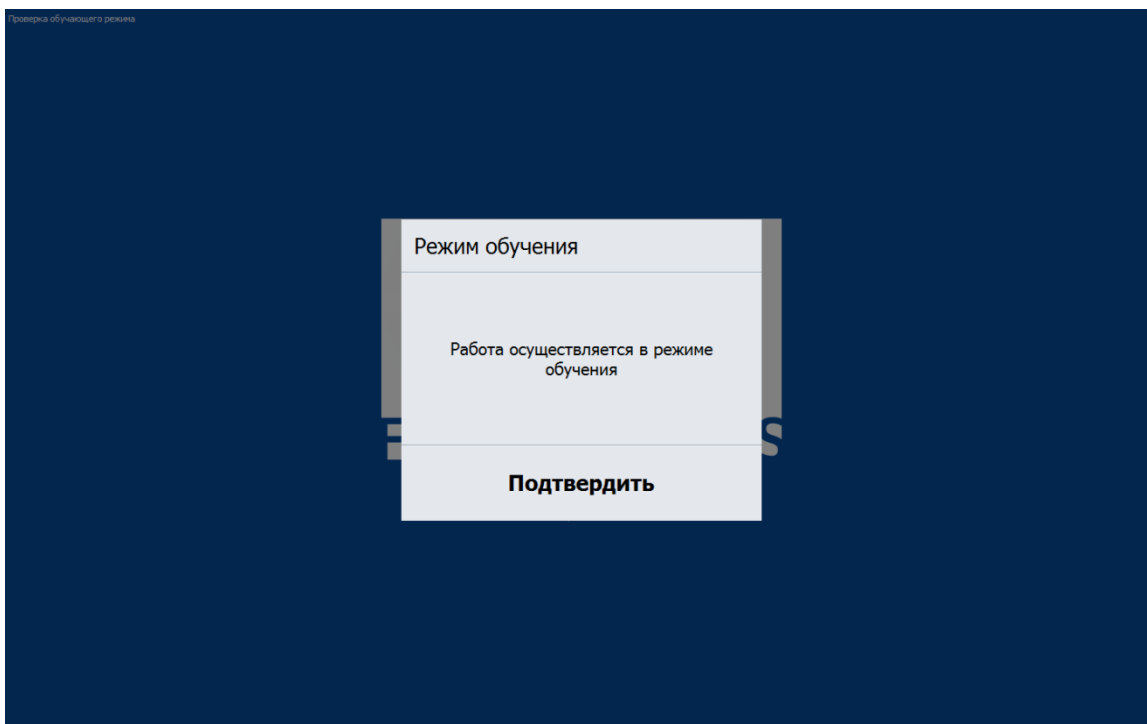 Проверка обучающего режима
Режим обучения
Работа осуществляется в режиме
обучения
Подтвердить